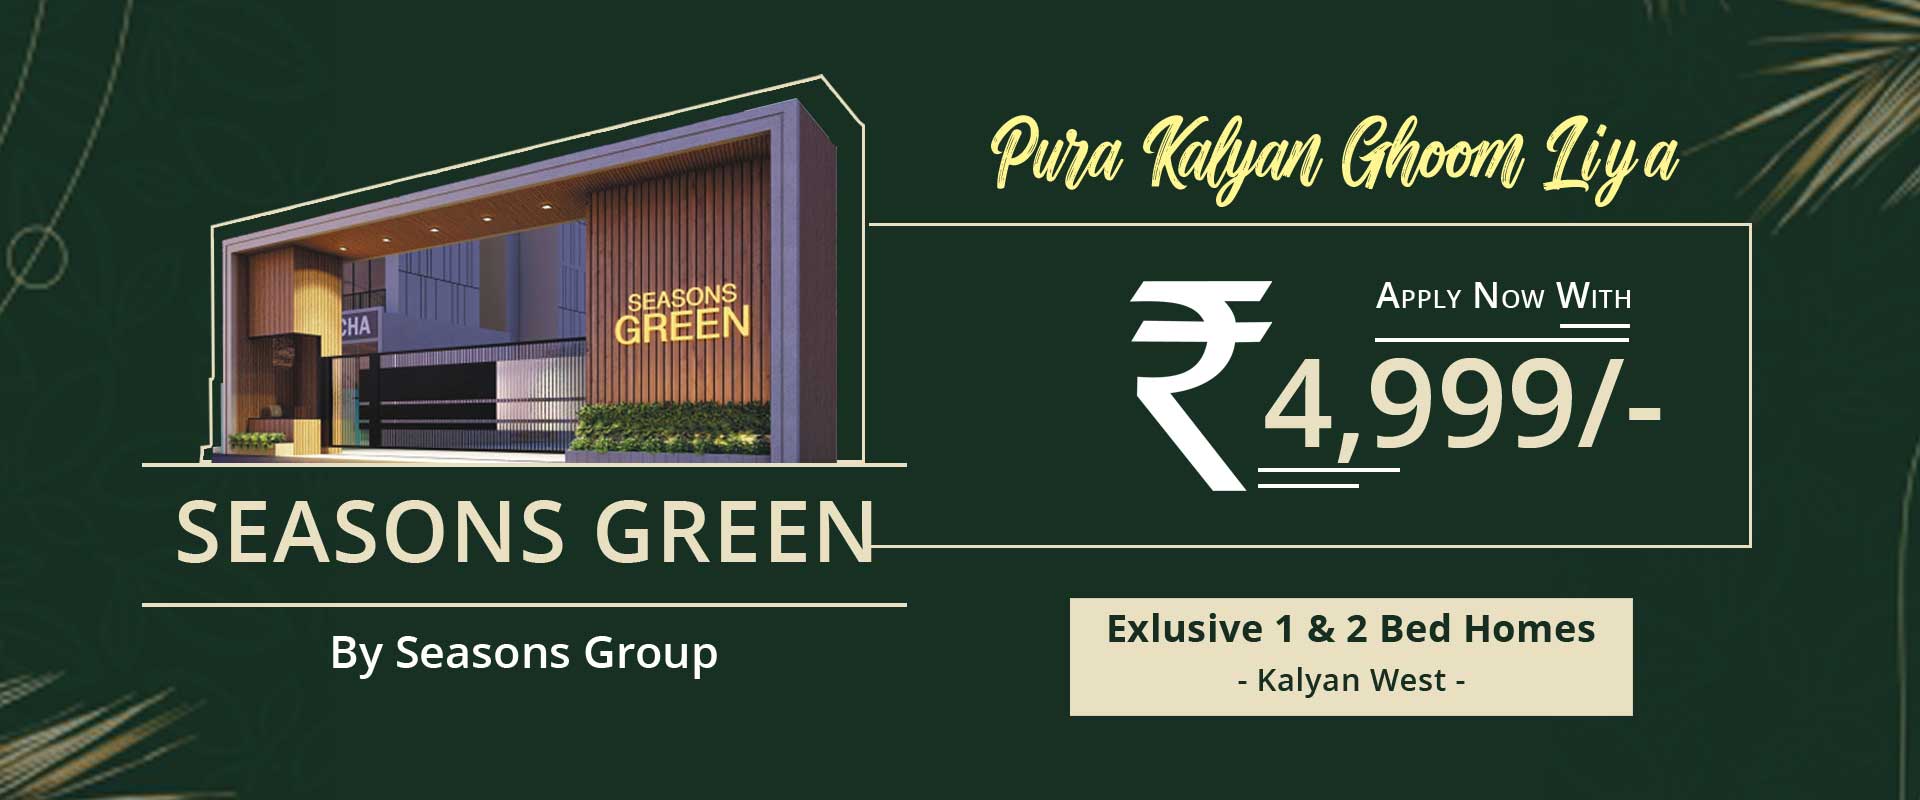 Pura Kalyan Ghoom Liya
CHA
SEASONS
GREEN
APPLY NOW WITH
₹4,999/-
SEASONS GREEN
By Seasons Group
Exlusive 1 & 2 Bed Homes
- Kalyan West -